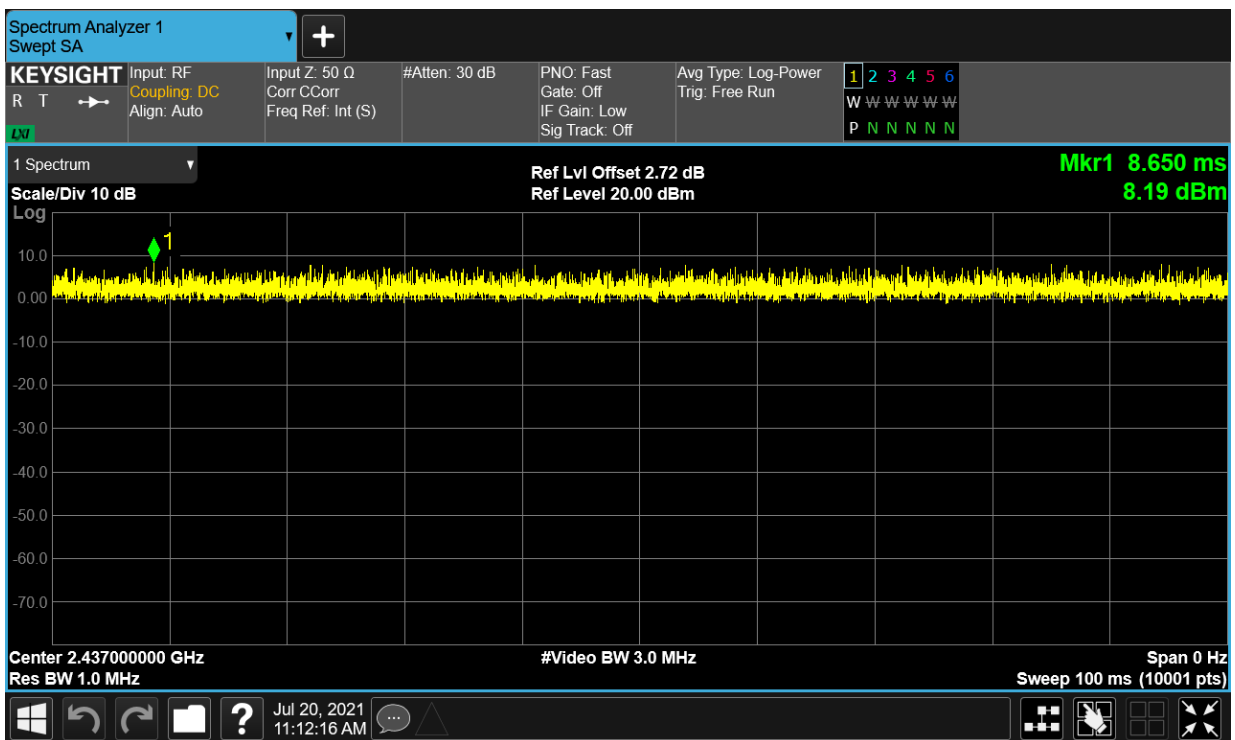 Spectrum Analyzer 1
Swept SA
+
KEYSIGHT
R T
LXI
Input: RF
Coupling: DC
Align: Auto
Input Z: 50 Ω
Corr CCorr
Freq Ref: Int (S)
#Atten: 30 dB
PNO: Fast
Gate: Off
IF Gain: Low
Sig Track: Off
Avg Type: Log-Power
Trig: Free Run
1 2 3 4 5 6
W W W W W W
P N N N N N
1 Spectrum
Scale/Div 10 dB
Log
Ref Lvl Offset 2.72 dB
Ref Level 20.00 dBm
Mkr1 8.650 ms
8.19 dBm
1
10.0
0.00
-10.0
-20.0
-30.0
-40.0
-50.0
-60.0
-70.0
Center 2.437000000 GHz
Res BW 1.0 MHz
#Video BW 3.0 MHz
Span 0 Hz
Sweep 100 ms (10001 pts)
?
Jul 20, 2021
11:12:16 AM